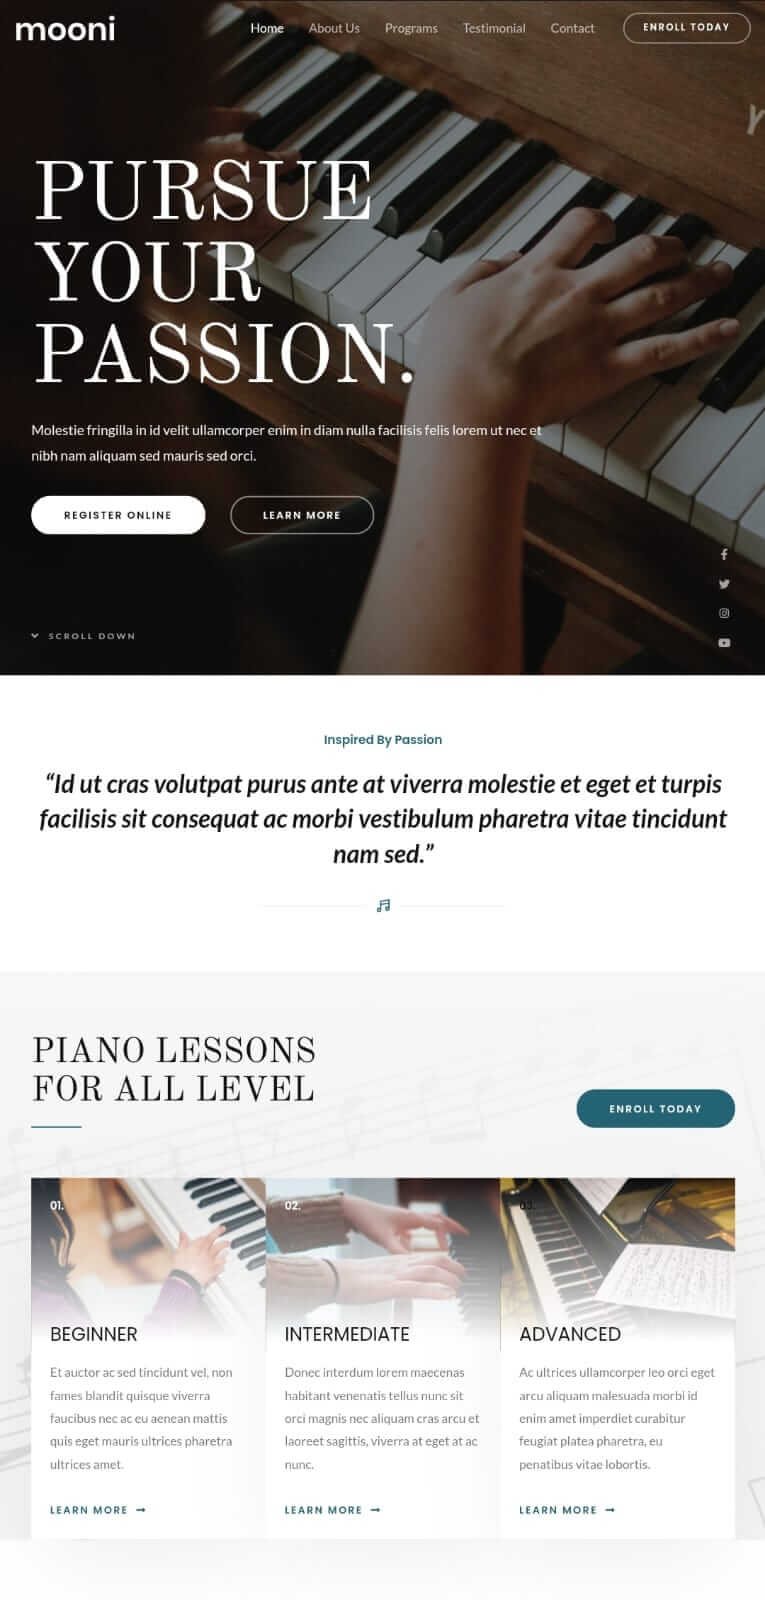 mooni
Home About Us Programs Testimonial Contact ENROLL TODAY
PURSUE
YOUR
PASSION.
Molestie fringilla in id velit ullamcorper enim in diam nulla facilisis felis lorem ut nec et
nibh nam aliquam sed mauris sed orci.
REGISTER ONLINE LEARN MORE
SCROLL DOWN
Inspired By Passion
“Id ut cras volutpat purus ante at viverra molestie et eget et turpis
facilisis sit consequat ac morbi vestibulum pharetra vitae tincidunt
nam sed.”
PIANO LESSONS
FOR ALL LEVEL
ENROLL TODAY
01.
BEGINNER
Et auctor ac sed tincidunt vel, non
fames blandit quisque viverra
faucibus nec ac eu aenean mattis
quis eget mauris ultrices pharetra
ultrices amet.
LEARN MORE
02.
INTERMEDIATE
Donec interdum lorem maecenas
habitant venenatis tellus nunc sit
orci magnis nec aliquam cras arcu et
laoreet sagittis, viverra at eget at ac
nunc.
LEARN MORE
03.
ADVANCED
Ac ultrices ullamcorper leo orci eget
arcu aliquam malesuada morbi id
enim amet imperdiet curabitur
feugiat platea pharetra, eu
penatibus vitae lobortis.
LEARN MORE